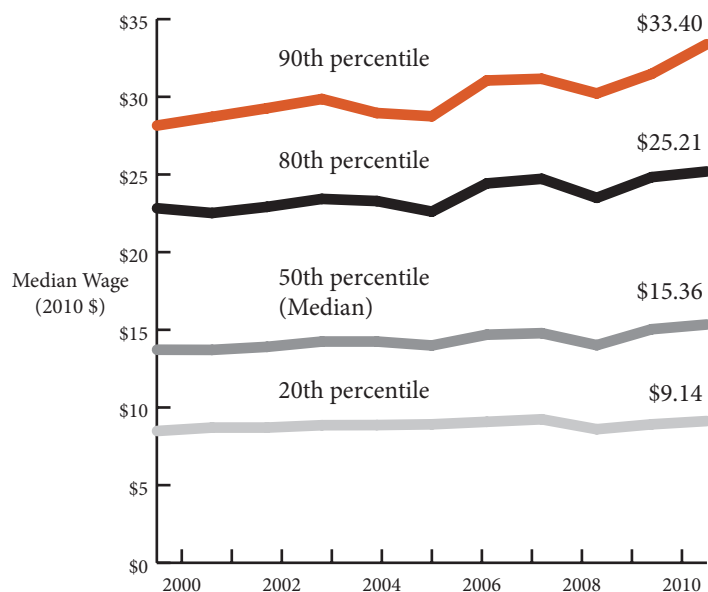 $35
$33.40
90th percentile
$30
80th percentile
$25.21
$25
$20
Median Wage
(2010 $)
50th percentile
(Median)
$15.36
$15
20th percentile
$9.14
$10
$5
$0
2000 2002 2004 2006 2008 2010